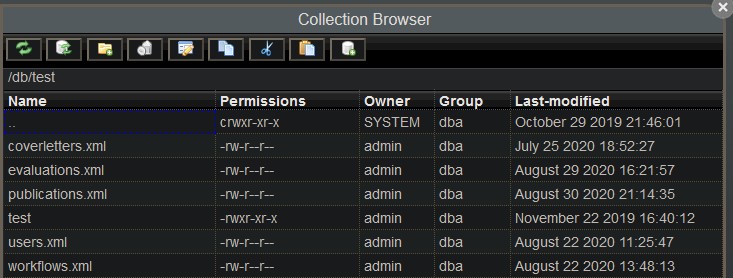 Collection Browser
/db/test
Name Permissions Owner Group Last-modified
.. crwxr-xr-x SYSTEM dba October 29 2019 21:46:01
coverletters.xml -rw-r--r-- admin dba July 25 2020 18:52:27
evaluations.xml -rw-r--r-- admin dba August 29 2020 16:21:57
publications.xml -rw-r--r-- admin dba August 30 2020 21:14:35
test -rwxr-xr-x admin dba November 22 2019 16:40:12
users.xml -rw-r--r-- admin dba August 22 2020 11:25:47
workflows.xml -rw-r--r-- admin dba August 22 2020 13:48:13